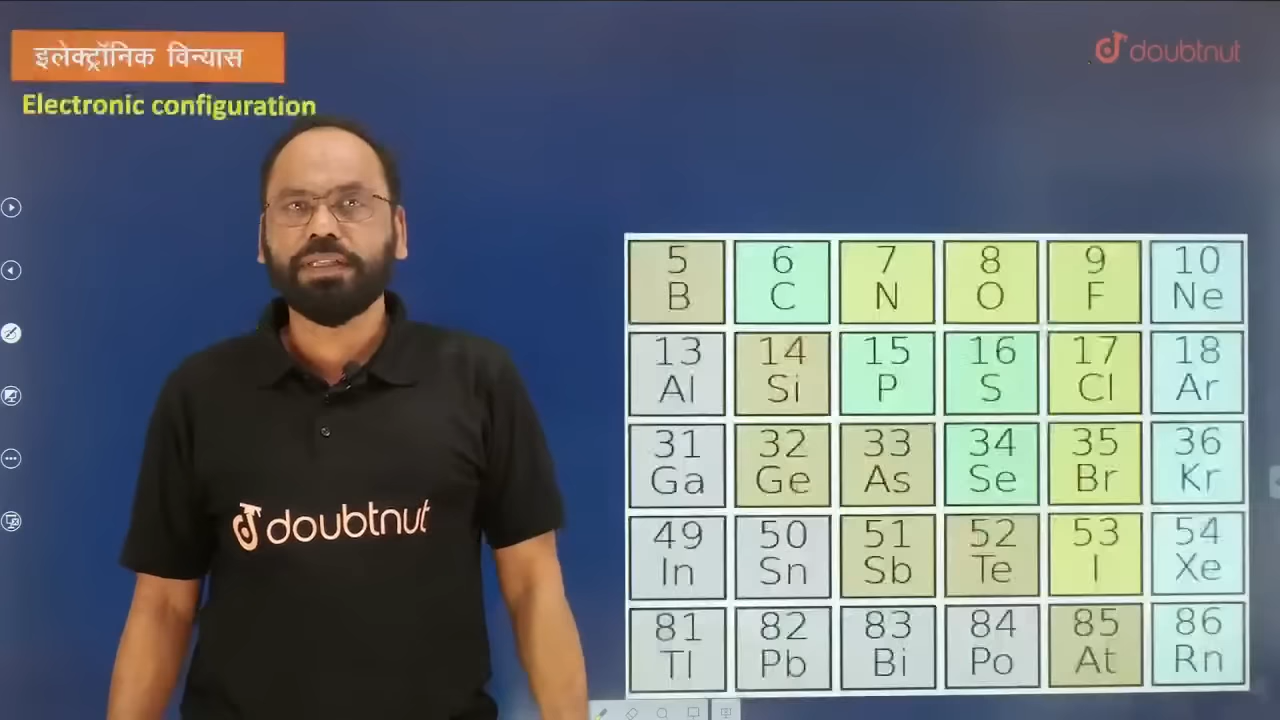 इलेक्ट्रॉनिक विन्यास
doubtnut
Electronic configuration
doubtnut
5 6 7 8 9 10
B C N O F Ne
13 14 15 16 17 18
Al Si P S Cl Ar
31 32 33 34 35 36
Ga Ge As Se Br Kr
49 50 51 52 53 54
In Sn Sb Te I Xe
81 82 83 84 85 86
Tl Pb Bi Po At Rn